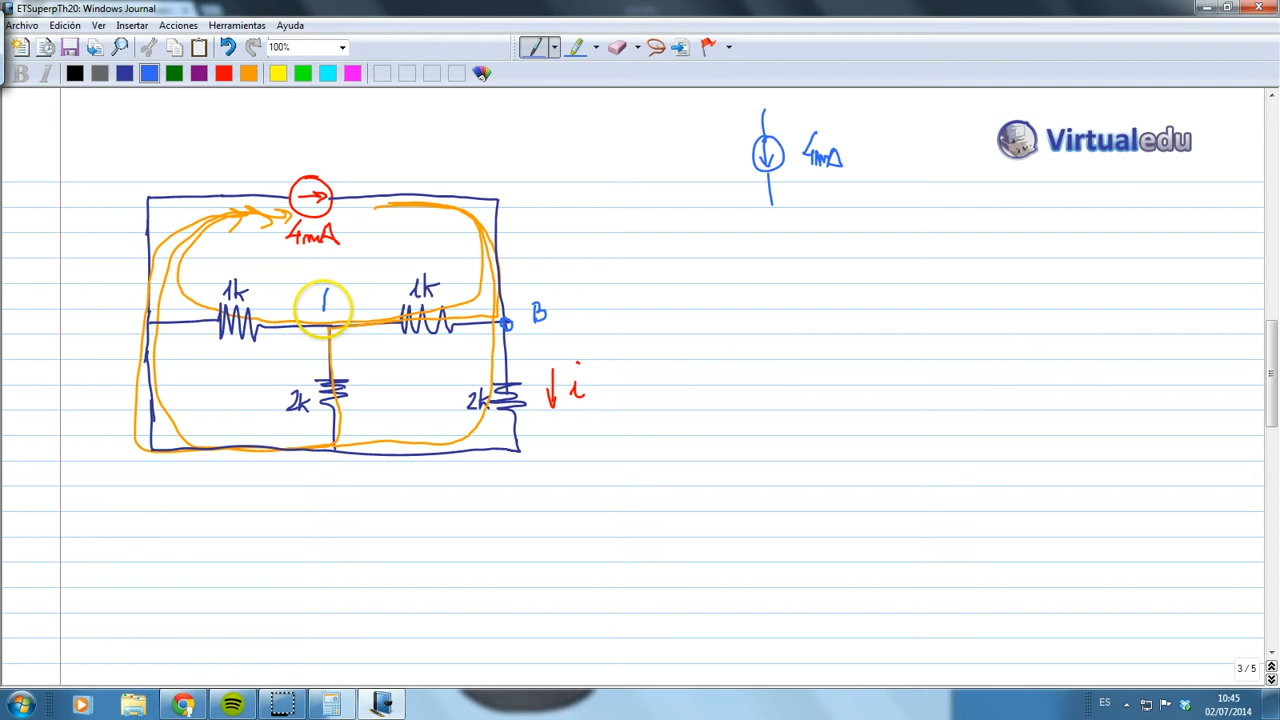 ETSuperpTh20: Windows Journal
Archivo Edición Ver Insertar Acciones Herramientas Ayuda
100%
B I
Virtualedu
4mA
4mA
1k
1k
B
2k
2k
i
3 / 5
ES
10:45
02/07/2014